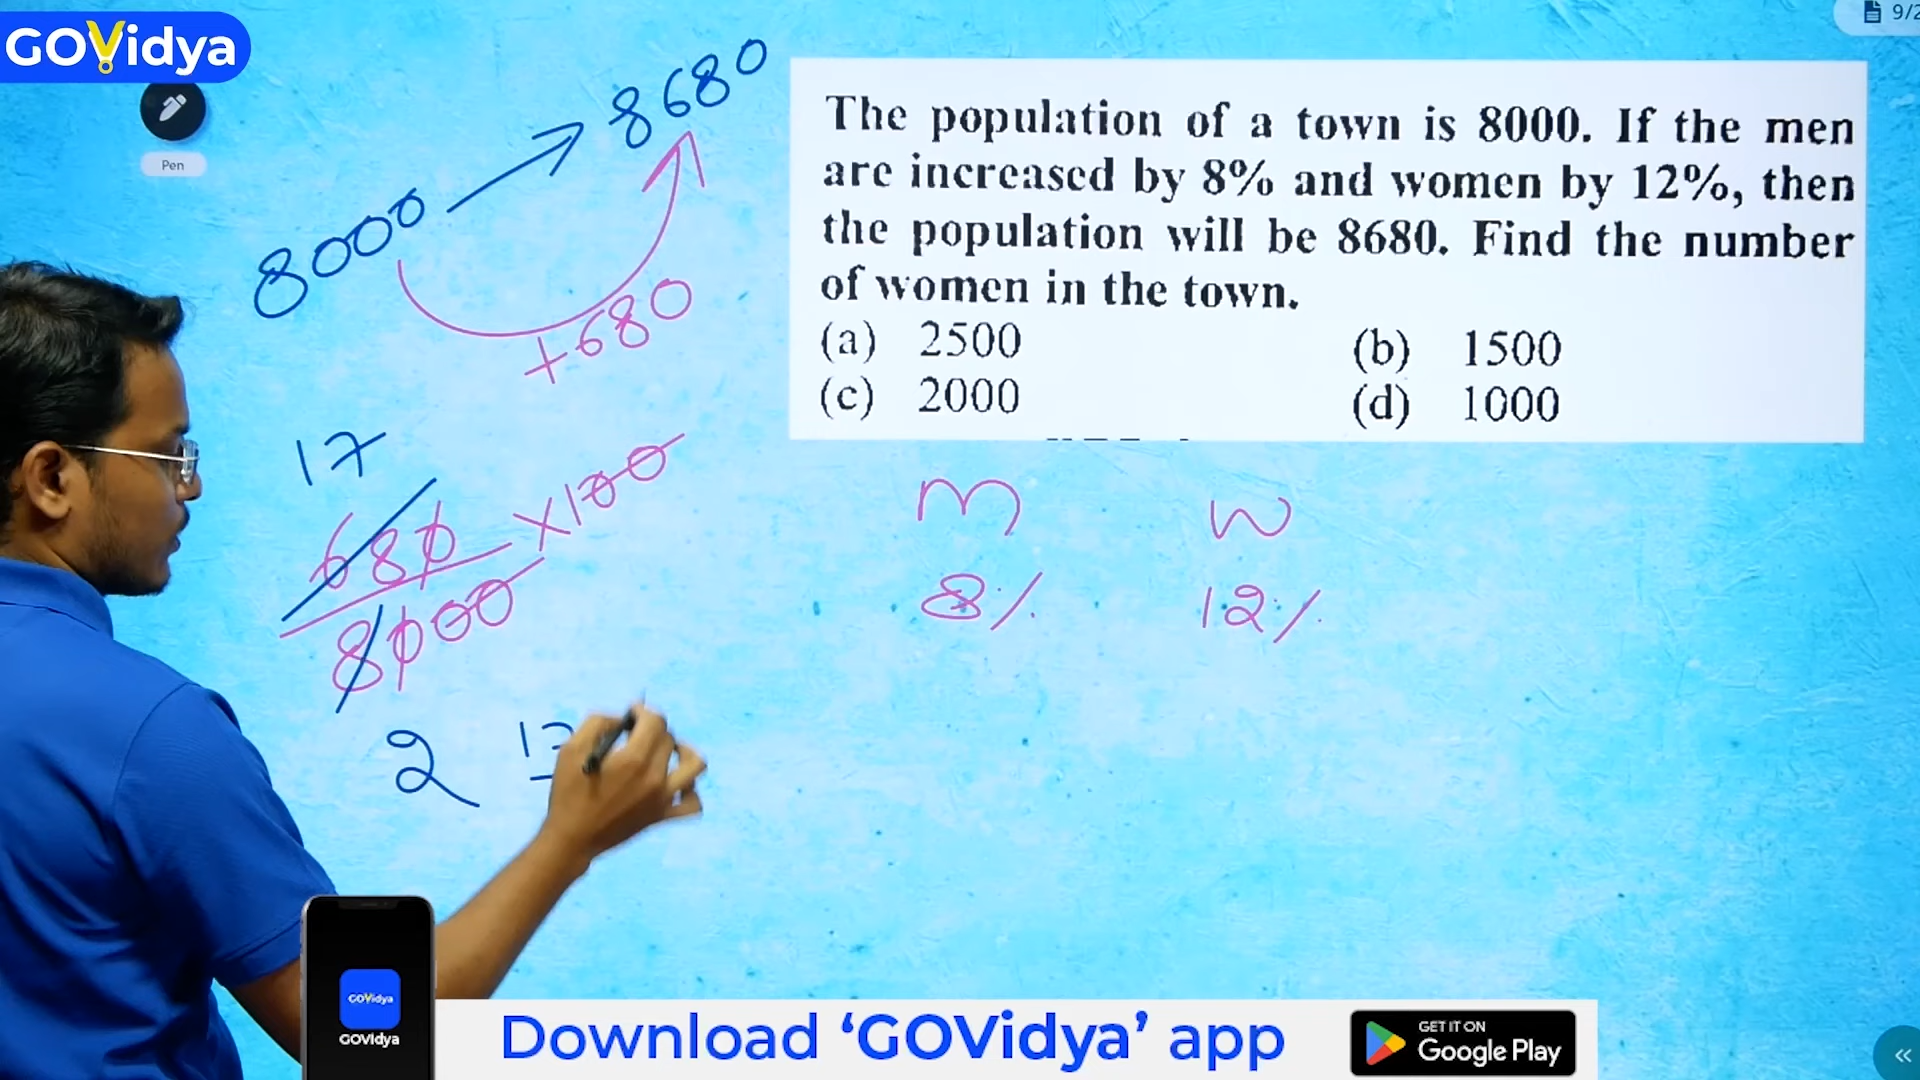 GOVidya
9/2
Pen
8000 → 8680
+680
The population of a town is 8000. If the men
are increased by 8% and women by 12%, then
the population will be 8680. Find the number
of women in the town.
(a) 2500 (b) 1500
(c) 2000 (d) 1000
17
680 ×100
8000
2
M W
8% 12%
GOVidya
GOVidya
Download ‘GOVidya’ app
GET IT ON
Google Play
«